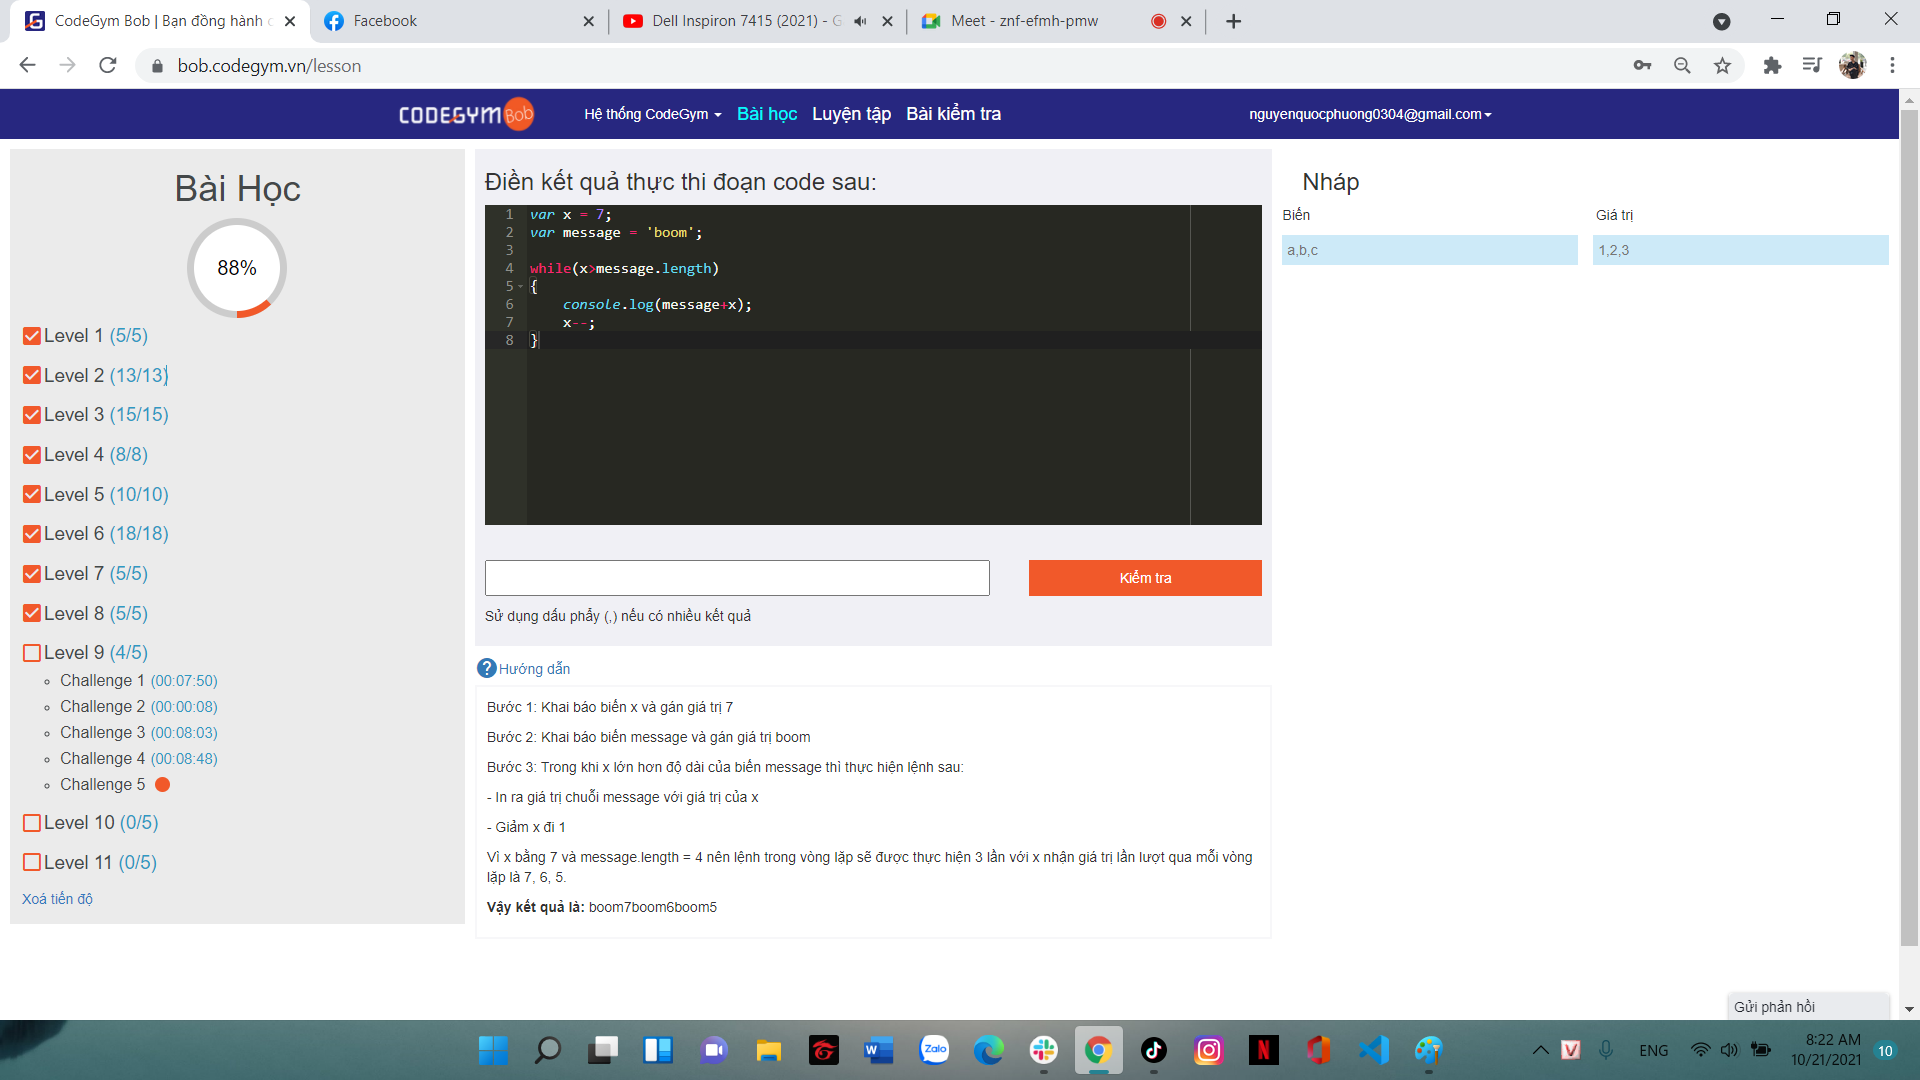 CodeGym Bob | Bạn đồng hành c
Facebook
Dell Inspiron 7415 (2021) - G
Meet - znf-efmh-pmw
bob.codegym.vn/lesson
CODEGYM Bob
Hệ thống CodeGym
Bài học
Luyện tập
Bài kiểm tra
nguyenquocphuong0304@gmail.com
Bài Học
88%
Level 1 (5/5)
Level 2 (13/13)
Level 3 (15/15)
Level 4 (8/8)
Level 5 (10/10)
Level 6 (18/18)
Level 7 (5/5)
Level 8 (5/5)
Level 9 (4/5)
Challenge 1 (00:07:50)
Challenge 2 (00:00:08)
Challenge 3 (00:08:03)
Challenge 4 (00:08:48)
Challenge 5
Level 10 (0/5)
Level 11 (0/5)
Xoá tiến độ
Điền kết quả thực thi đoạn code sau:
1 var x = 7;
2 var message = 'boom';
3
4 while(x>message.length)
5 {
6 console.log(message+x);
7 x--;
8 }
Kiểm tra
Sử dụng dấu phẩy (,) nếu có nhiều kết quả
? Hướng dẫn
Bước 1: Khai báo biến x và gán giá trị 7
Bước 2: Khai báo biến message và gán giá trị boom
Bước 3: Trong khi x lớn hơn độ dài của biến message thì thực hiện lệnh sau:
- In ra giá trị chuỗi message với giá trị của x
- Giảm x đi 1
Vì x bằng 7 và message.length = 4 nên lệnh trong vòng lặp sẽ được thực hiện 3 lần với x nhận giá trị lần lượt qua mỗi vòng
lặp là 7, 6, 5.
Vậy kết quả là: boom7boom6boom5
Nháp
Biến
Giá trị
a,b,c
1,2,3
Gửi phản hồi
Zalo
ENG
8:22 AM
10/21/2021
10